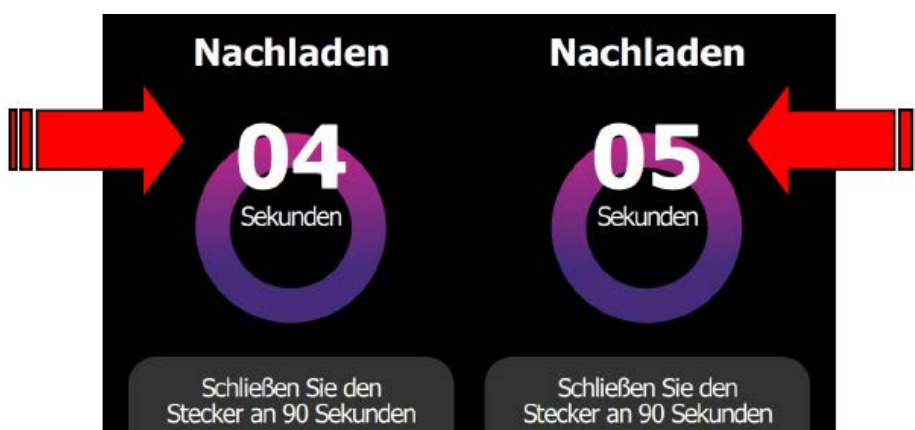 Nachladen
04
Sekunden
Schließen Sie den
Stecker an 90 Sekunden
Nachladen
05
Sekunden
Schließen Sie den
Stecker an 90 Sekunden